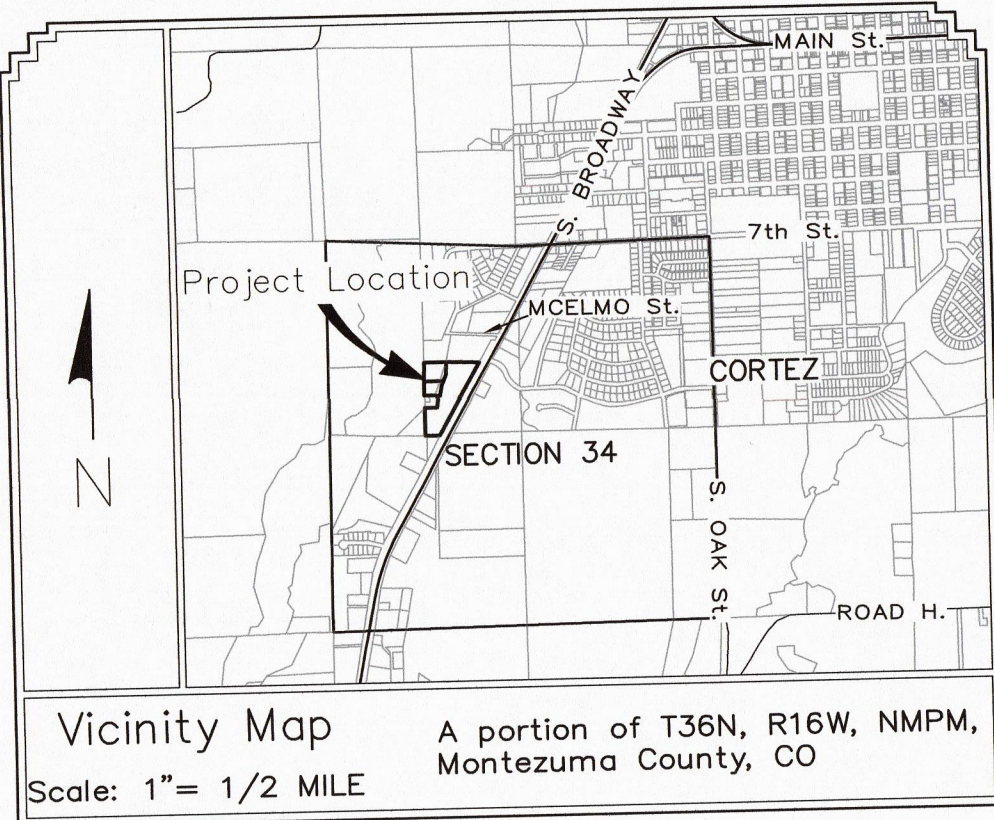 MAIN St.
S. BROADWAY
7th St.
Project Location
MCELMO St.
CORTEZ
SECTION 34
N
S. OAK St.
ROAD H.
Vicinity Map
Scale: 1"= 1/2 MILE
A portion of T36N, R16W, NMPM,
Montezuma County, CO